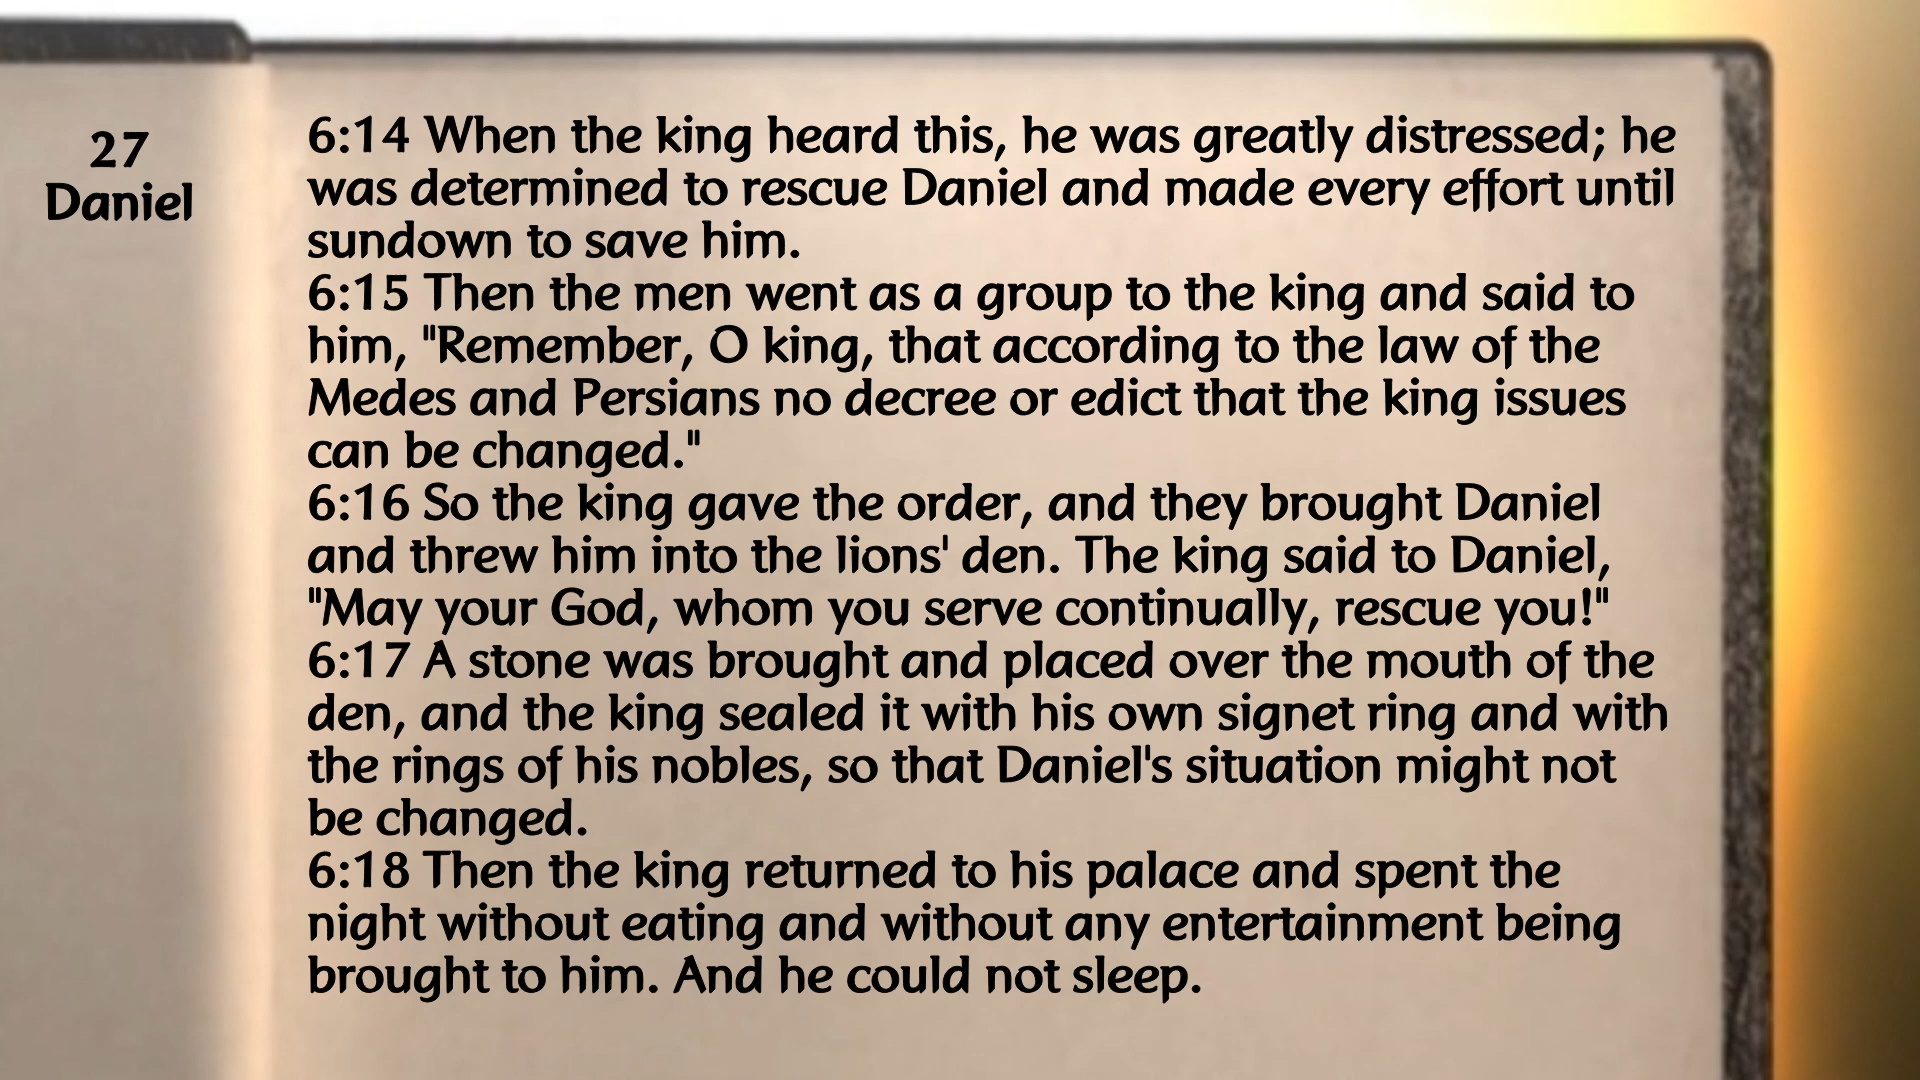 27
Daniel
6:14 When the king heard this, he was greatly distressed; he
was determined to rescue Daniel and made every effort until
sundown to save him.
6:15 Then the men went as a group to the king and said to
him, "Remember, O king, that according to the law of the
Medes and Persians no decree or edict that the king issues
can be changed."
6:16 So the king gave the order, and they brought Daniel
and threw him into the lions' den. The king said to Daniel,
"May your God, whom you serve continually, rescue you!"
6:17 A stone was brought and placed over the mouth of the
den, and the king sealed it with his own signet ring and with
the rings of his nobles, so that Daniel's situation might not
be changed.
6:18 Then the king returned to his palace and spent the
night without eating and without any entertainment being
brought to him. And he could not sleep.